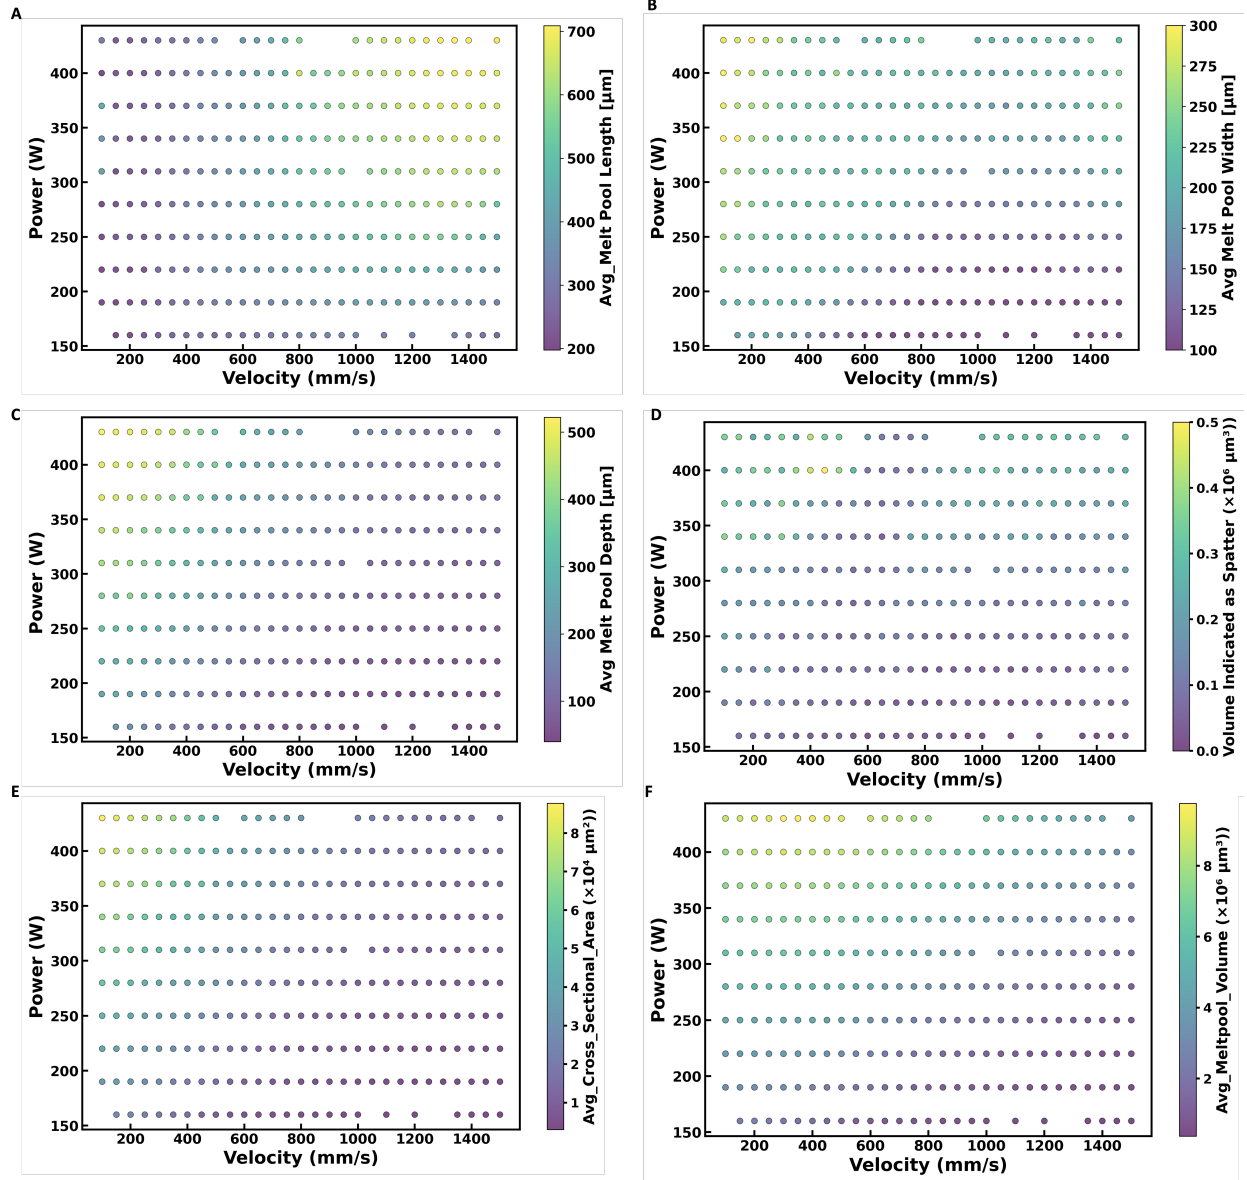 A
400
350
300
250
200
150
200 400 600 800 1000 1200 1400
Power (W)
Velocity (mm/s)
700
600
500
400
300
200
Avg_Melt Pool Length [μm]
B
400
350
300
250
200
150
200 400 600 800 1000 1200 1400
Power (W)
Velocity (mm/s)
300
275
250
225
200
175
150
125
100
Avg Melt Pool Width [μm]
C
400
350
300
250
200
150
200 400 600 800 1000 1200 1400
Power (W)
Velocity (mm/s)
500
400
300
200
100
Avg Melt Pool Depth [μm]
D
400
350
300
250
200
150
200 400 600 800 1000 1200 1400
Power (W)
Velocity (mm/s)
0.5
0.4
0.3
0.2
0.1
0.0
Volume Indicated as Spatter (×10⁶ μm³))
E
400
350
300
250
200
150
200 400 600 800 1000 1200 1400
Power (W)
Velocity (mm/s)
8
7
6
5
4
3
2
1
Avg_Cross_Sectional_Area (×10⁴ μm²))
F
400
350
300
250
200
150
200 400 600 800 1000 1200 1400
Power (W)
Velocity (mm/s)
8
6
4
2
Avg_Meltpool_Volume (×10⁶ μm³))